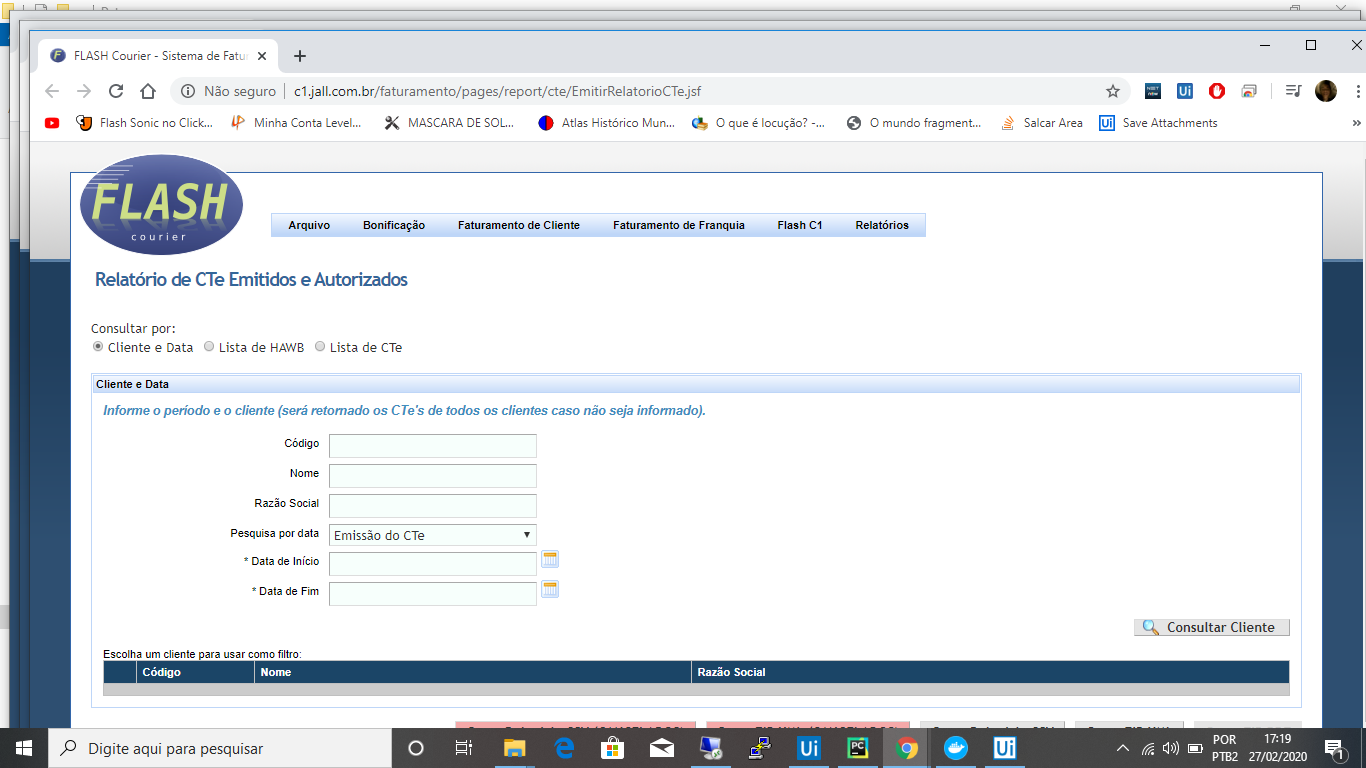 FLASH Courier - Sistema de Fatur
Não seguro
c1.jall.com.br/faturamento/pages/report/cte/EmitirRelatorioCTe.jsf
Flash Sonic no Click...
Minha Conta Level...
MASCARA DE SOL...
Atlas Histórico Mun...
O que é locução? -...
O mundo fragment...
Salcar Area
Save Attachments
FLASH
courier
Arquivo
Bonificação
Faturamento de Cliente
Faturamento de Franquia
Flash C1
Relatórios
Relatório de CTe Emitidos e Autorizados
Consultar por:
Cliente e Data
Lista de HAWB
Lista de CTe
Cliente e Data
Informe o período e o cliente (será retornado os CTe's de todos os clientes caso não seja informado).
Código
Nome
Razão Social
Pesquisa por data
Emissão do CTe
* Data de Início
* Data de Fim
Consultar Cliente
Escolha um cliente para usar como filtro:
Código
Nome
Razão Social
Digite aqui para pesquisar
POR
PTB2
17:19
27/02/2020